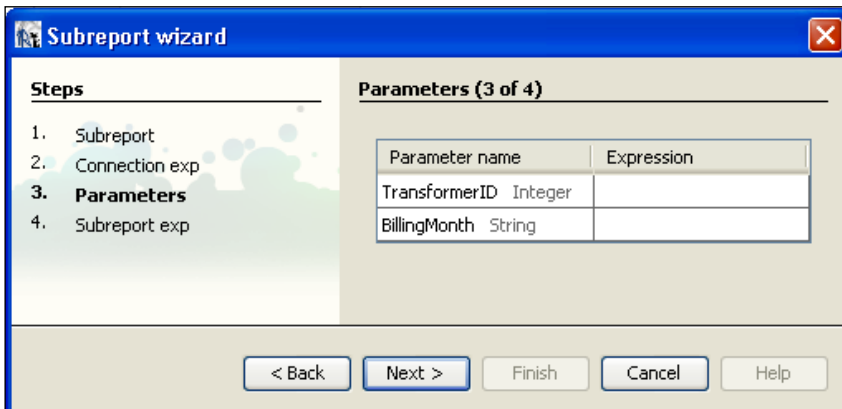 Subreport wizard
Steps
1. Subreport
2. Connection exp
3. Parameters
4. Subreport exp
Parameters (3 of 4)
Parameter name Expression
TransformerID Integer
BillingMonth String
< Back Next > Finish Cancel Help